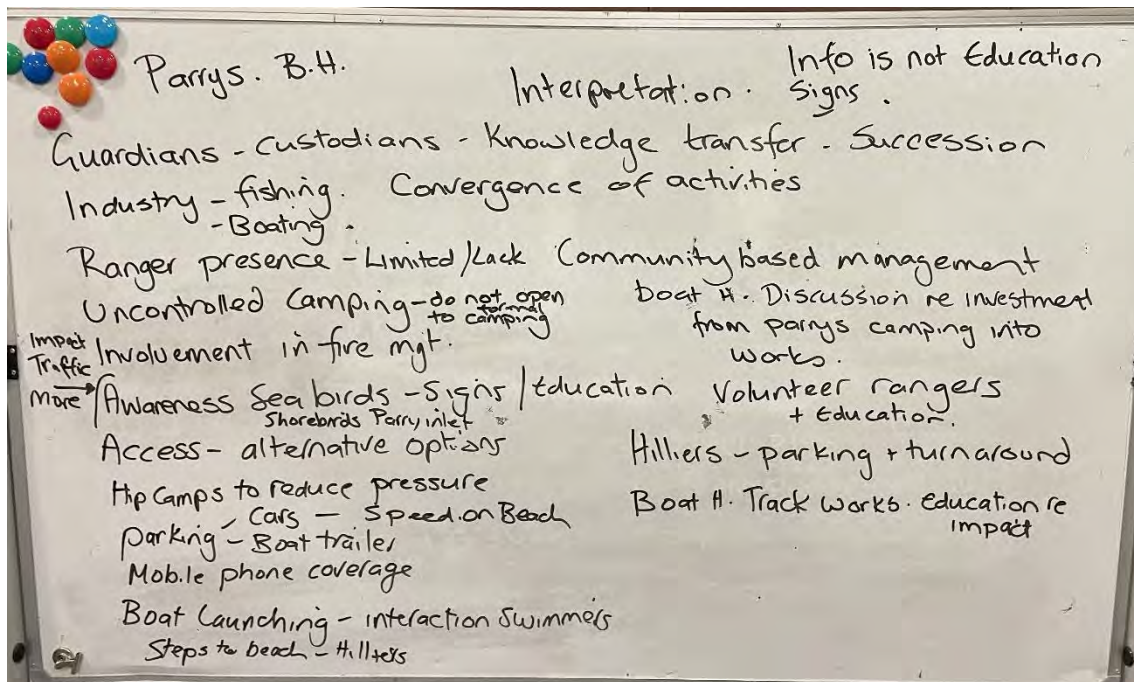 Parrys. B.H.
Interpretation. Info is not Education
Signs.
Guardians - custodians - Knowledge transfer - Succession
Industry - fishing. Convergence of activities
- Boating.
Ranger presence - Limited/Lack
Uncontrolled Camping - do not open
to formal camping
Involvement in fire mgt.
Impact
Traffic
More
Awareness Sea birds - Signs / Education
Shorebirds Parry inlet
Access - alternative options
Hip Camps to reduce pressure
Parking - Cars - Speed on Beach
- Boat trailer
Mobile phone coverage
Boat Launching - interaction Swimmers
Steps to beach - Hilliers
Community based management
boat H. Discussion re investment
from parrys camping into
works.
Volunteer rangers
+ Education.
Hilliers - parking + turnaround
Boat H. Track Works. Education re
impact